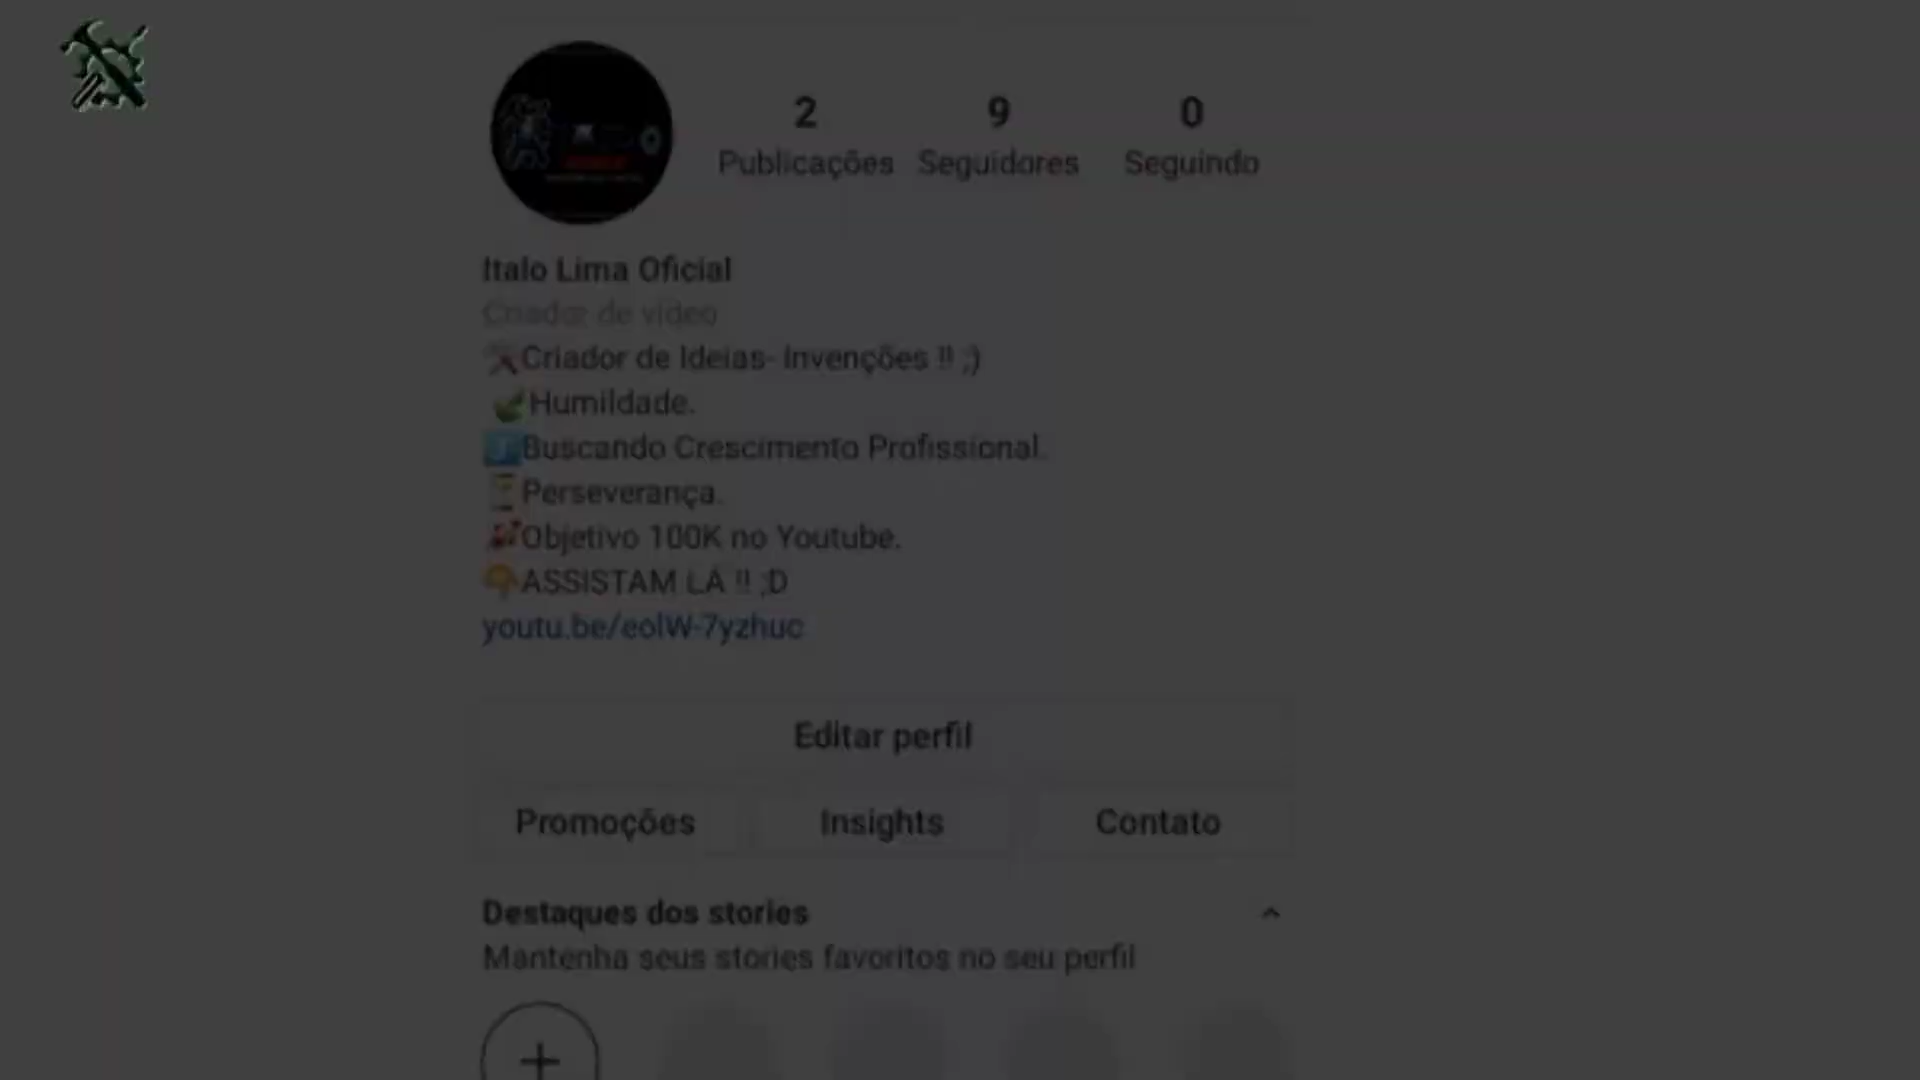 2 9 0
Publicações Seguidores Seguindo
Italo Lima Oficial
Criador de vídeo
Criador de Ideias- Invenções !! ;)
Humildade.
Buscando Crescimento Profissional.
Perseverança.
Objetivo 100K no Youtube.
ASSISTAM LÁ !! ;D
youtu.be/eolW-7yzhuc
Editar perfil
Promoções Insights Contato
Destaques dos stories
Mantenha seus stories favoritos no seu perfil